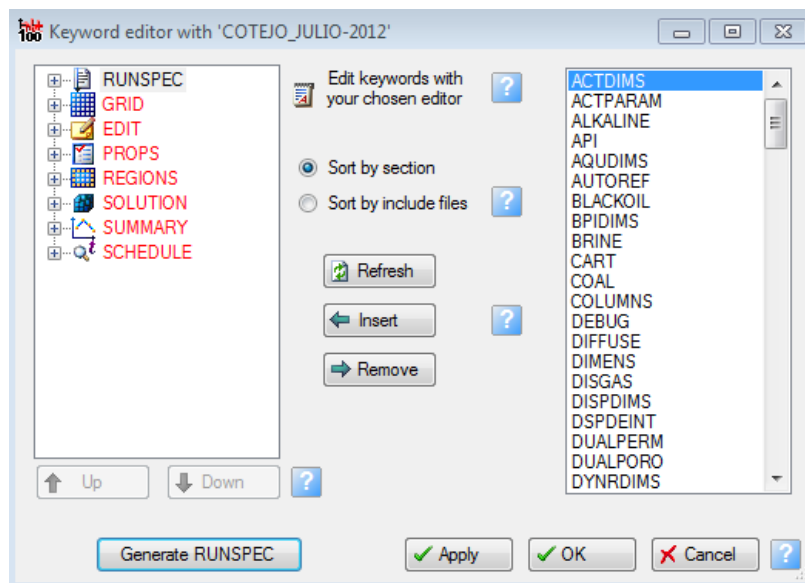 Keyword editor with 'COTEJO_JULIO-2012'
RUNSPEC
GRID
EDIT
PROPS
REGIONS
SOLUTION
SUMMARY
SCHEDULE
Up
Down
?
Generate RUNSPEC
Edit keywords with
your chosen editor
?
Sort by section
Sort by include files
?
Refresh
Insert
?
Remove
ACTDIMS
ACTPARAM
ALKALINE
API
AQUDIMS
AUTOREF
BLACKOIL
BPIDIMS
BRINE
CART
COAL
COLUMNS
DEBUG
DIFFUSE
DIMENS
DISGAS
DISPDIMS
DSPDEINT
DUALPERM
DUALPORO
DYNRDIMS
Apply
OK
Cancel
?